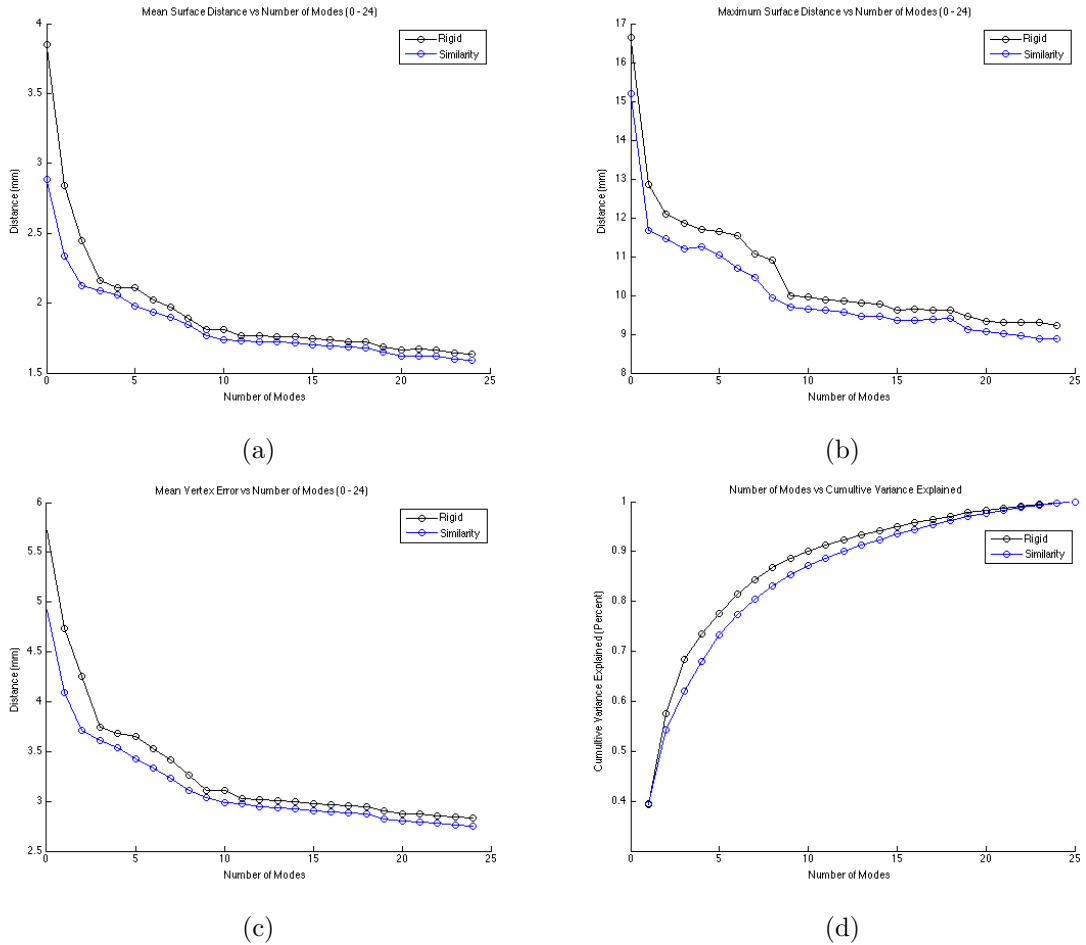 Mean Surface Distance vs Number of Modes (0 - 24)
4
3.5
3
2.5
2
1.5
0
5
10
15
20
25
Distance (mm)
Number of Modes
Rigid
Similarity
(a)
Maximum Surface Distance vs Number of Modes (0 - 24)
17
16
15
14
13
12
11
10
9
8
0
5
10
15
20
25
Distance (mm)
Number of Modes
Rigid
Similarity
(b)
Mean Vertex Error vs Number of Modes (0 - 24)
6
5.5
5
4.5
4
3.5
3
2.5
0
5
10
15
20
25
Distance (mm)
Number of Modes
Rigid
Similarity
(c)
Number of Modes vs Cumultive Variance Explained
1
0.9
0.8
0.7
0.6
0.5
0.4
0
5
10
15
20
25
Cumultive Variance Explained (Percent)
Number of Modes
Rigid
Similarity
(d)